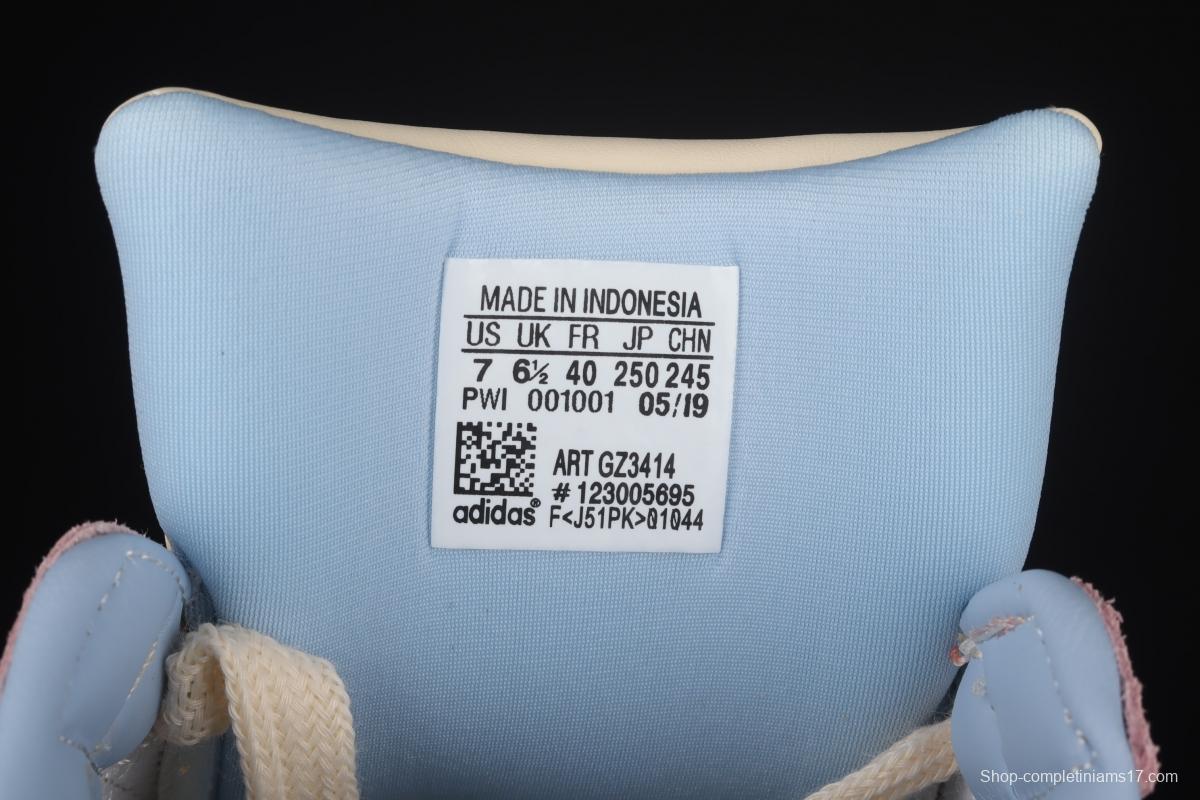 MADE IN INDONESIA
US UK FR JP CHN
7 6½ 40 250 245
PWI 001001 05/19
ART GZ3414
# 123005695
adidas® F<J51PK>01044
Shop-completiniams17.com